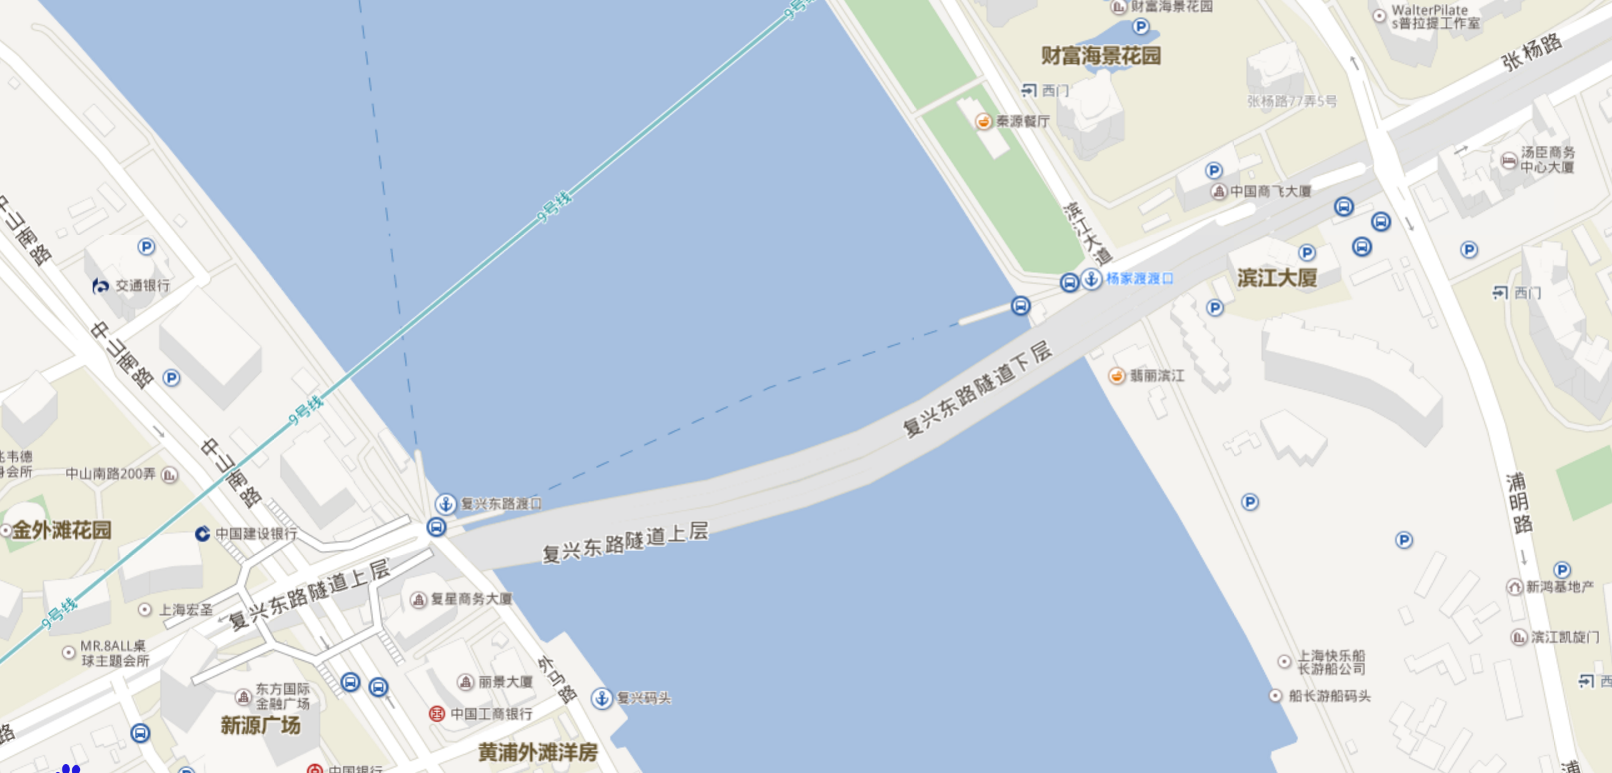 9号线
财富海景花园
WalterPilate
s普拉提工作室
财富海景花园
张杨路
西门
张杨路77弄5号
秦源餐厅
汤臣商务
中心大厦
中国商飞大厦
中山南路
9号线
滨江大道
交通银行
杨家渡渡口
滨江大厦
西门
中山南路
复兴东路隧道下层
翡丽滨江
9号线
兆韦德
身会所
中山南路200弄
中山南路
复兴东路渡口
浦明路
金外滩花园
中国建设银行
复兴东路隧道上层
复兴东路隧道上层
新鸿基地产
复星商务大厦
上海宏圣
9号线
滨江凯旋门
MR.8ALL桌
球主题会所
上海快乐船
长游船公司
外马路
东方国际
金融广场
丽景大厦
复兴码头
船长游船码头
西
中国工商银行
新源广场
路
黄浦外滩洋房
中国银行
浦